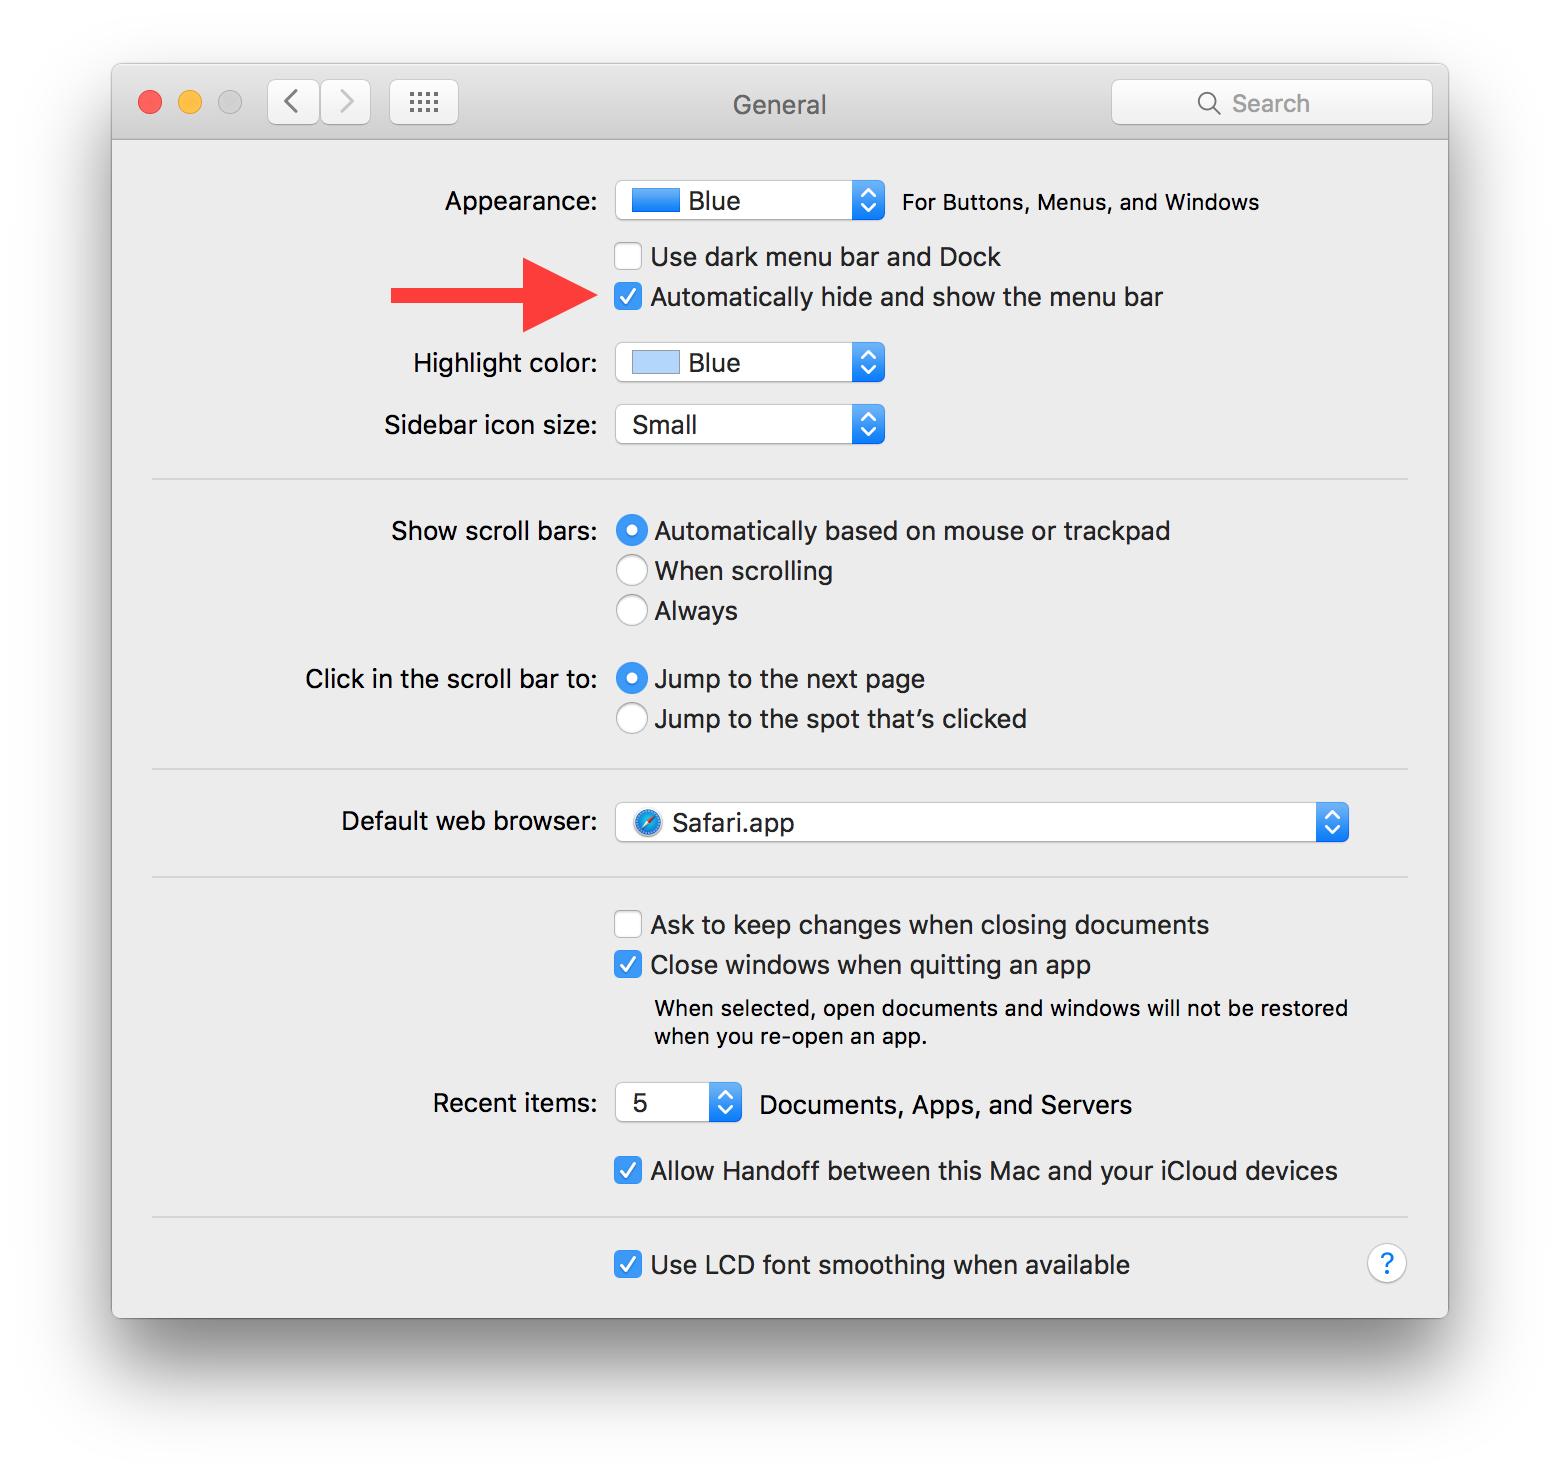 General
Search
Appearance: Blue For Buttons, Menus, and Windows
Use dark menu bar and Dock
Automatically hide and show the menu bar
Highlight color: Blue
Sidebar icon size: Small
Show scroll bars: Automatically based on mouse or trackpad
When scrolling
Always
Click in the scroll bar to: Jump to the next page
Jump to the spot that’s clicked
Default web browser: Safari.app
Ask to keep changes when closing documents
Close windows when quitting an app
When selected, open documents and windows will not be restored
when you re-open an app.
Recent items: 5 Documents, Apps, and Servers
Allow Handoff between this Mac and your iCloud devices
Use LCD font smoothing when available
?